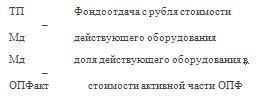 ТП Фондоотдача с рубля стоимости
–
Мд действующего оборудования
–
Мд доля действующего оборудования в
–
ОПФакт стоимости активной части ОПФ